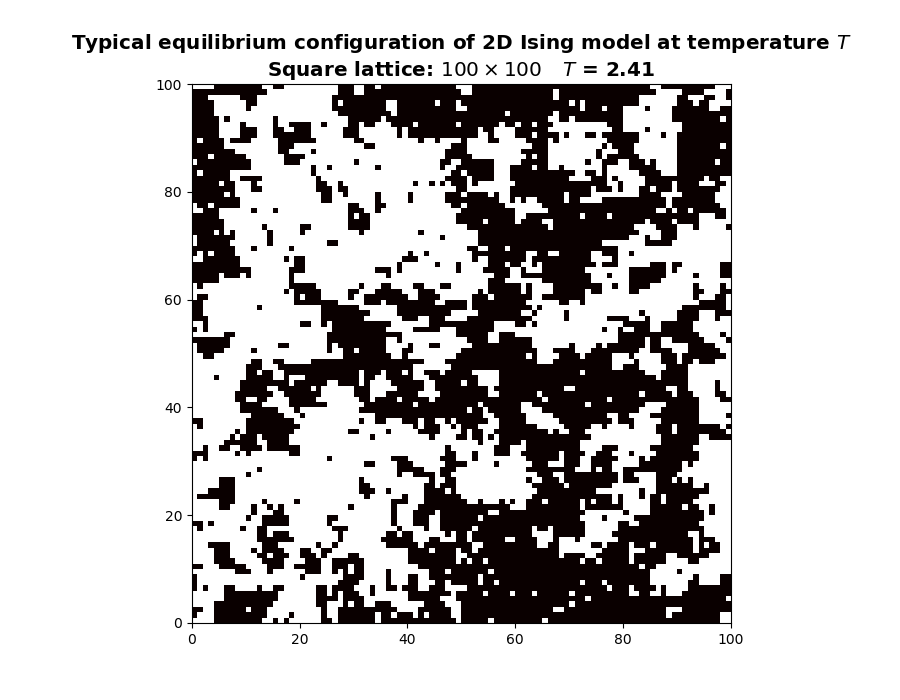 Typical equilibrium configuration of 2D Ising model at temperature T
Square lattice: 100 × 100 T = 2.41
100
80
60
40
20
0
0 20 40 60 80 100